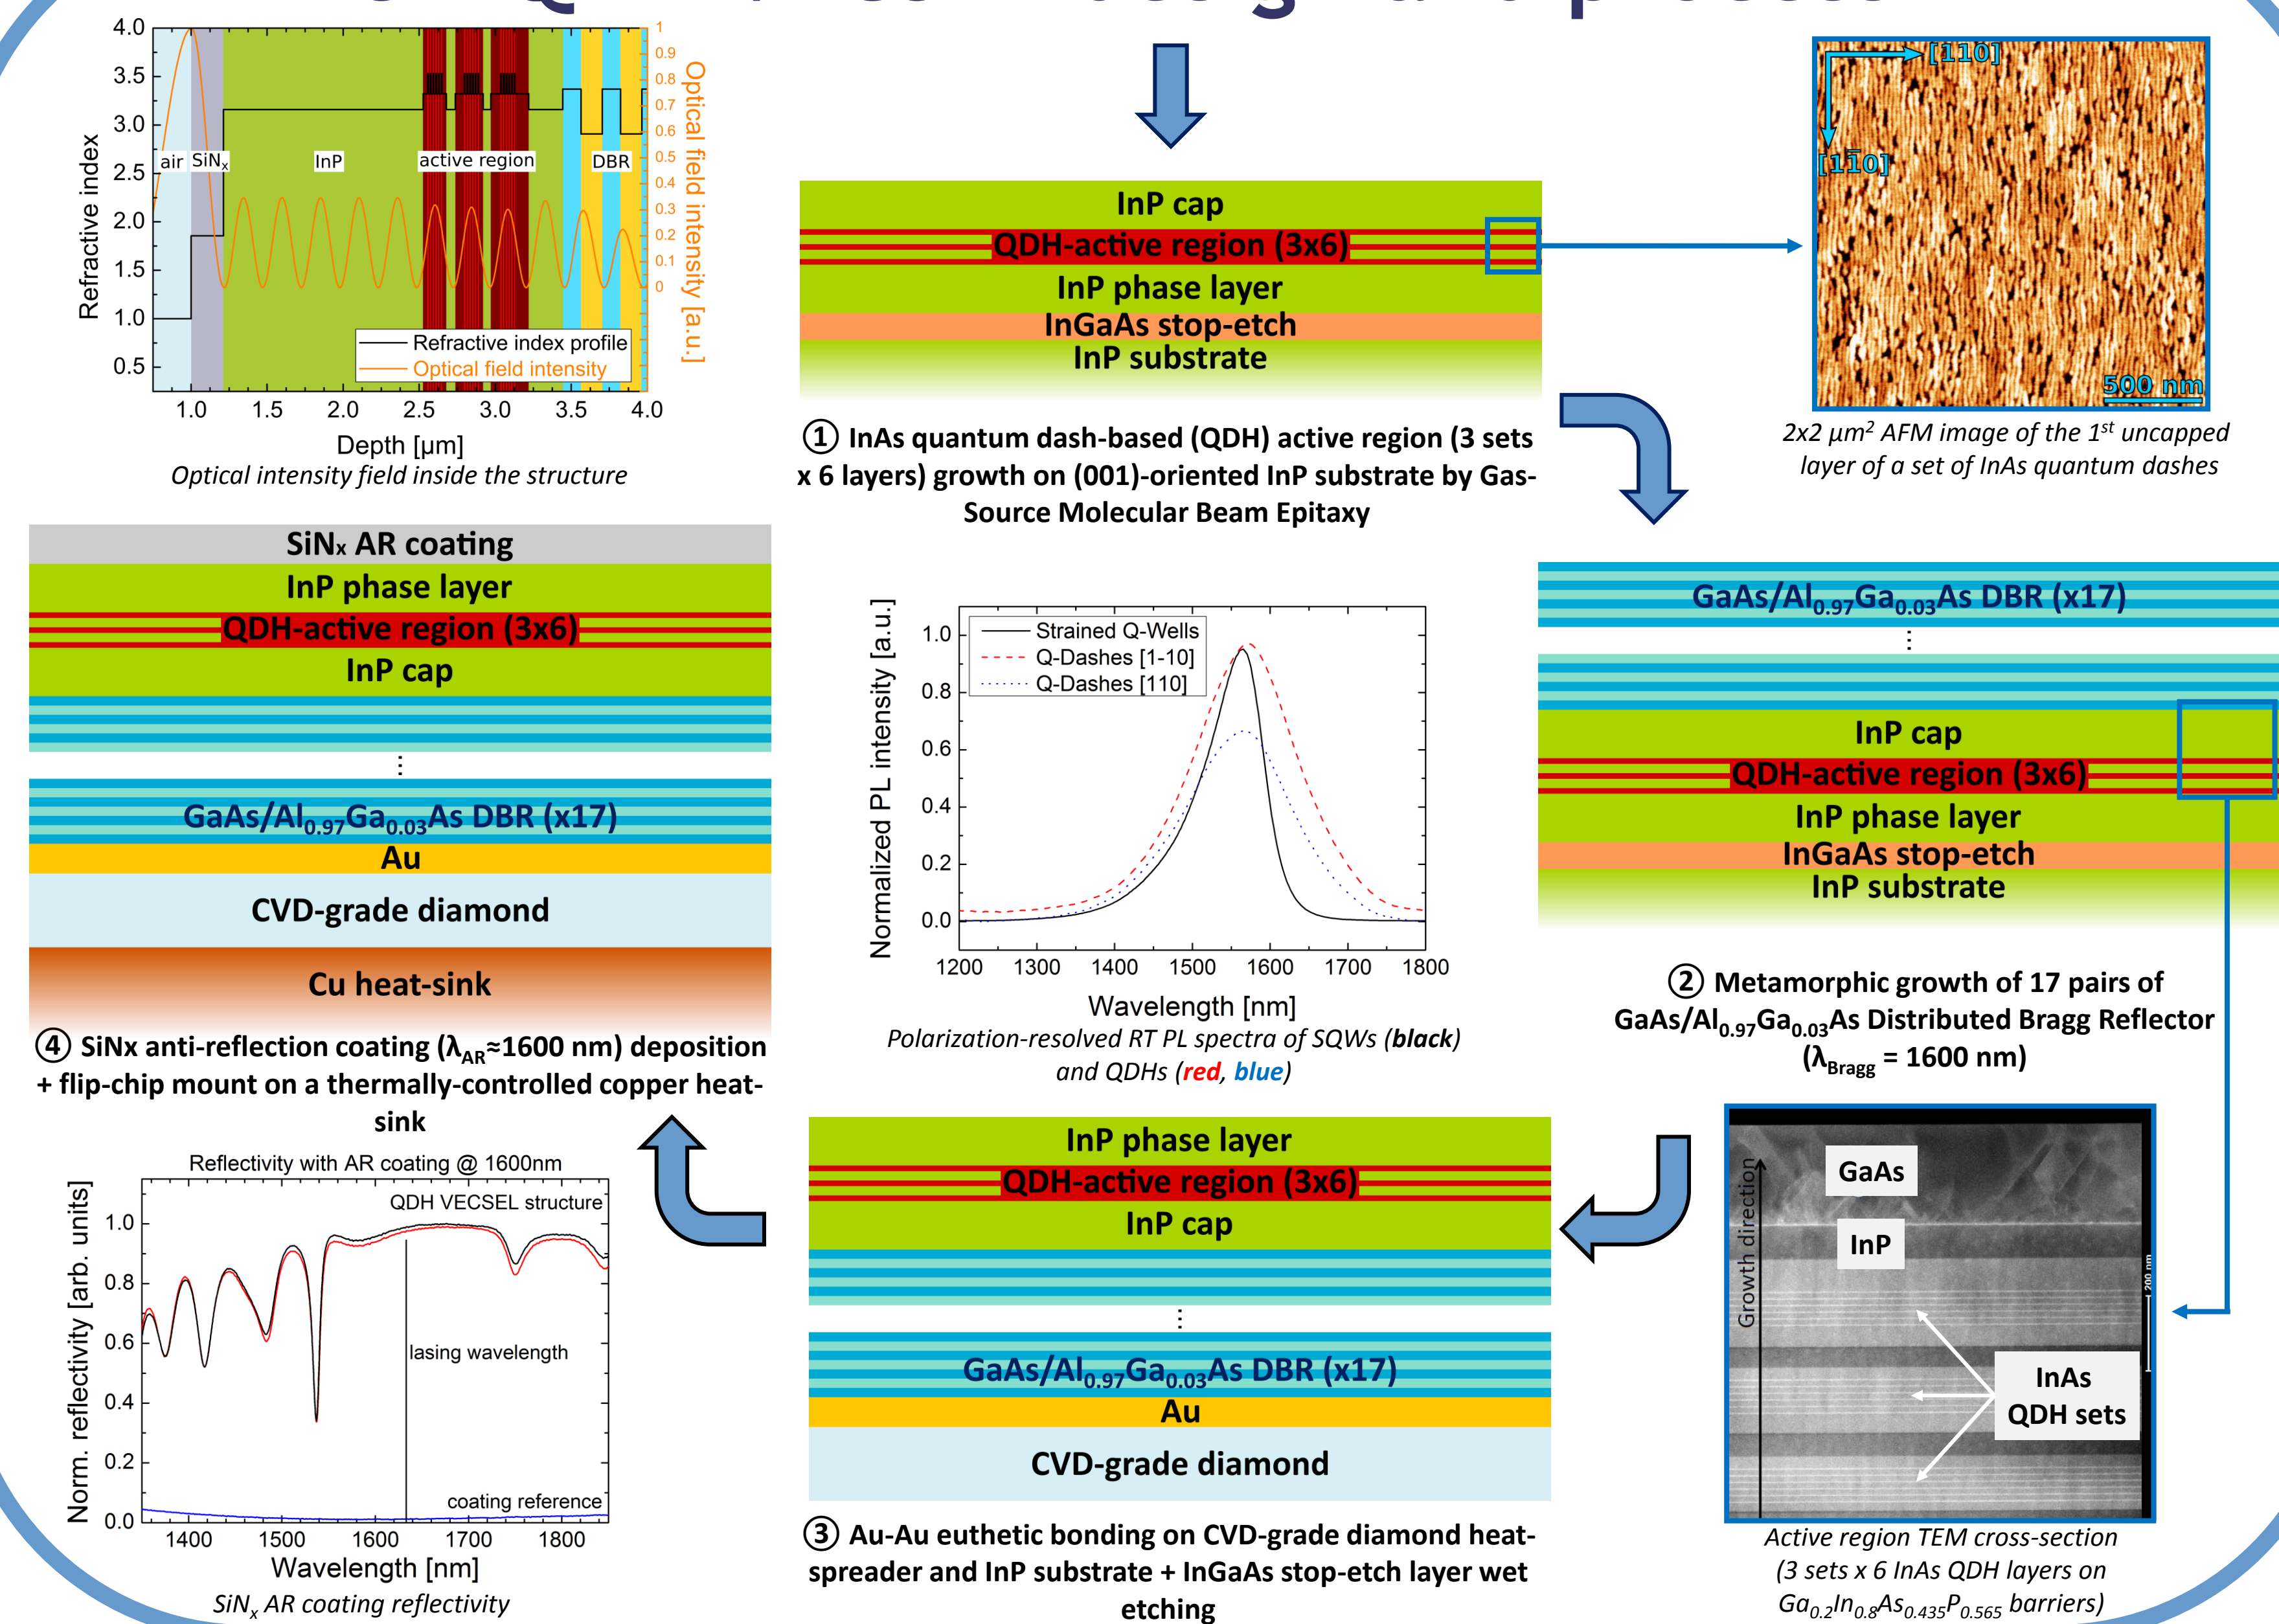 4.0
3.5
3.0
2.5
2.0
1.5
1.0
0.5
Refractive index
1
0.9
0.8
0.7
0.6
0.5
0.4
0.3
0.2
0.1
0
Optical field intensity [a.u.]
air SiNx InP active region DBR
Refractive index profile
Optical field intensity
1.0 1.5 2.0 2.5 3.0 3.5 4.0
Depth [µm]
Optical intensity field inside the structure
InP cap
QDH-active region (3x6)
InP phase layer
InGaAs stop-etch
InP substrate
① InAs quantum dash-based (QDH) active region (3 sets
x 6 layers) growth on (001)-oriented InP substrate by Gas-
Source Molecular Beam Epitaxy
[110]
[11̄0]
500 nm
2x2 µm² AFM image of the 1st uncapped
layer of a set of InAs quantum dashes
SiNx AR coating
InP phase layer
QDH-active region (3x6)
InP cap
⋮
GaAs/Al0.97Ga0.03As DBR (x17)
Au
CVD-grade diamond
Cu heat-sink
④ SiNx anti-reflection coating (λAR≈1600 nm) deposition
+ flip-chip mount on a thermally-controlled copper heat-
sink
Normalized PL intensity [a.u.]
1.0
0.8
0.6
0.4
0.2
0.0
Strained Q-Wells
Q-Dashes [1-10]
Q-Dashes [110]
1200 1300 1400 1500 1600 1700 1800
Wavelength [nm]
Polarization-resolved RT PL spectra of SQWs (black)
and QDHs (red, blue)
GaAs/Al0.97Ga0.03As DBR (x17)
⋮
InP cap
QDH-active region (3x6)
InP phase layer
InGaAs stop-etch
InP substrate
② Metamorphic growth of 17 pairs of
GaAs/Al0.97Ga0.03As Distributed Bragg Reflector
(λBragg = 1600 nm)
Reflectivity with AR coating @ 1600nm
QDH VECSEL structure
Norm. reflectivity [arb. units]
1.0
0.8
0.6
0.4
0.2
0.0
lasing wavelength
coating reference
1400 1500 1600 1700 1800
Wavelength [nm]
SiNx AR coating reflectivity
InP phase layer
QDH-active region (3x6)
InP cap
⋮
GaAs/Al0.97Ga0.03As DBR (x17)
Au
CVD-grade diamond
③ Au-Au euthetic bonding on CVD-grade diamond heat-
spreader and InP substrate + InGaAs stop-etch layer wet
etching
Growth direction
GaAs
InP
200 nm
InAs
QDH sets
Active region TEM cross-section
(3 sets x 6 InAs QDH layers on
Ga0.2In0.8As0.435P0.565 barriers)